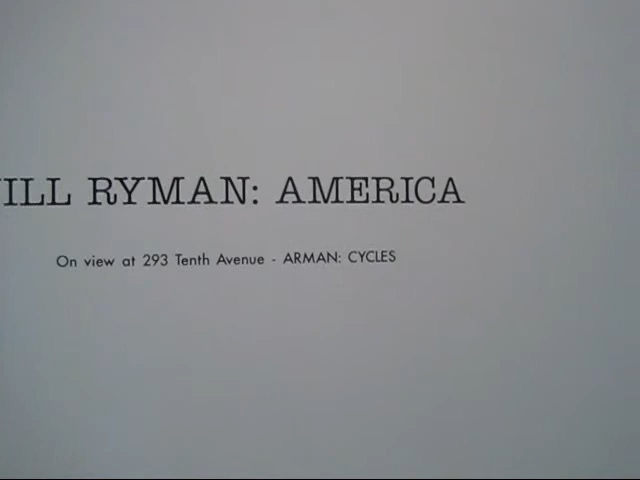 ILL RYMAN: AMERICA
On view at 293 Tenth Avenue - ARMAN: CYCLES